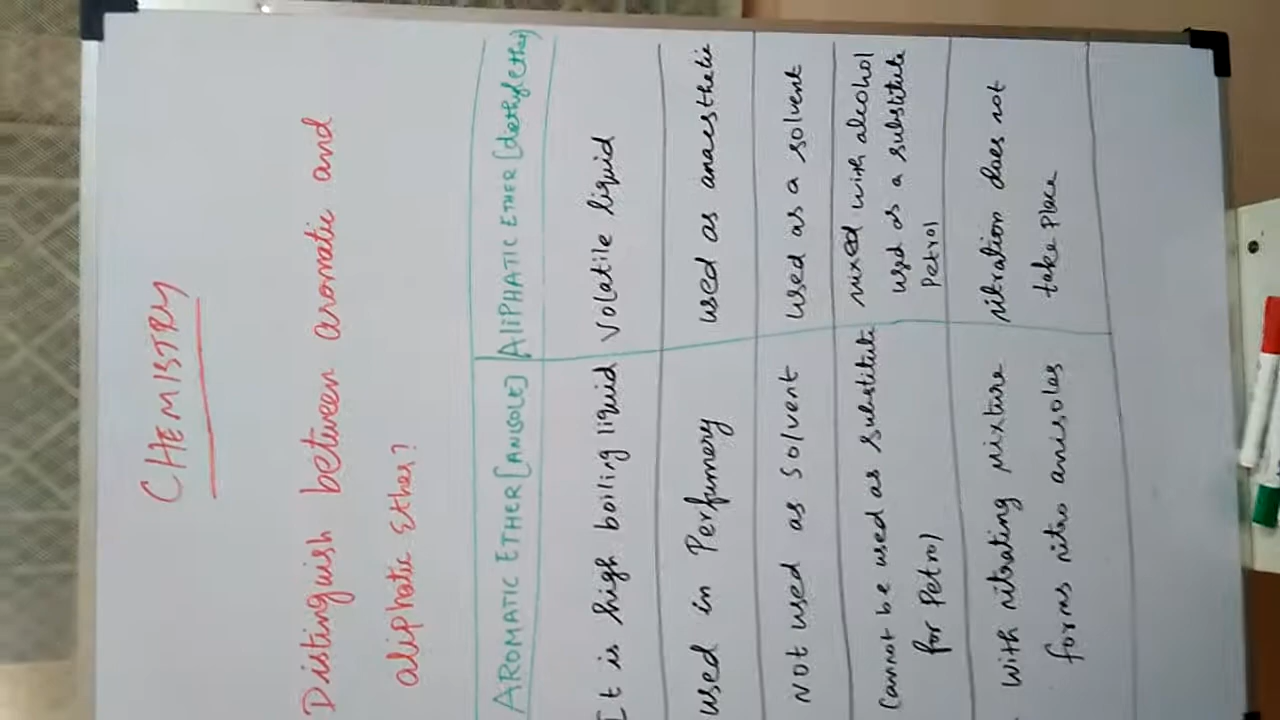 CHEMISTRY
Distinguish between aromatic and
aliphatic Ether?
AROMATIC ETHER [ANISOLE] ALIPHATIC ETHER [diethyl ether)
It is high boiling liquid Volatile liquid
used in Perfumery used as anaesthetic
NOT used as solvent used as a solvent
Cannot be used as substitute mixed with alcohol
for Petrol used as a substitute
Petrol
with nitrating mixture nitration does not
forms nitro anisoles take place